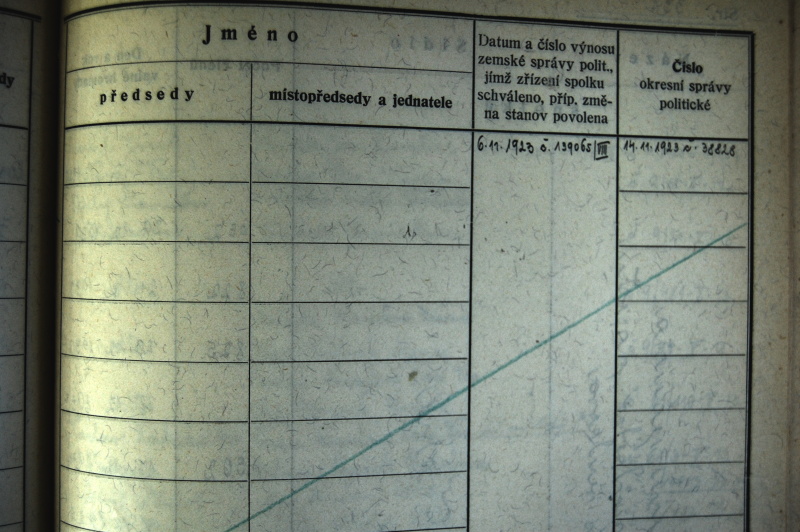 Jméno
předsedy
místopředsedy a jednatele
Datum a číslo výnosu
zemské správy polit.,
jímž zřízení spolku
schváleno, příp. změ-
na stanov povolena
Číslo
okresní správy
politické
6.11.1923 č. 139065/VIII
14.11.1923 č. 38828
dy